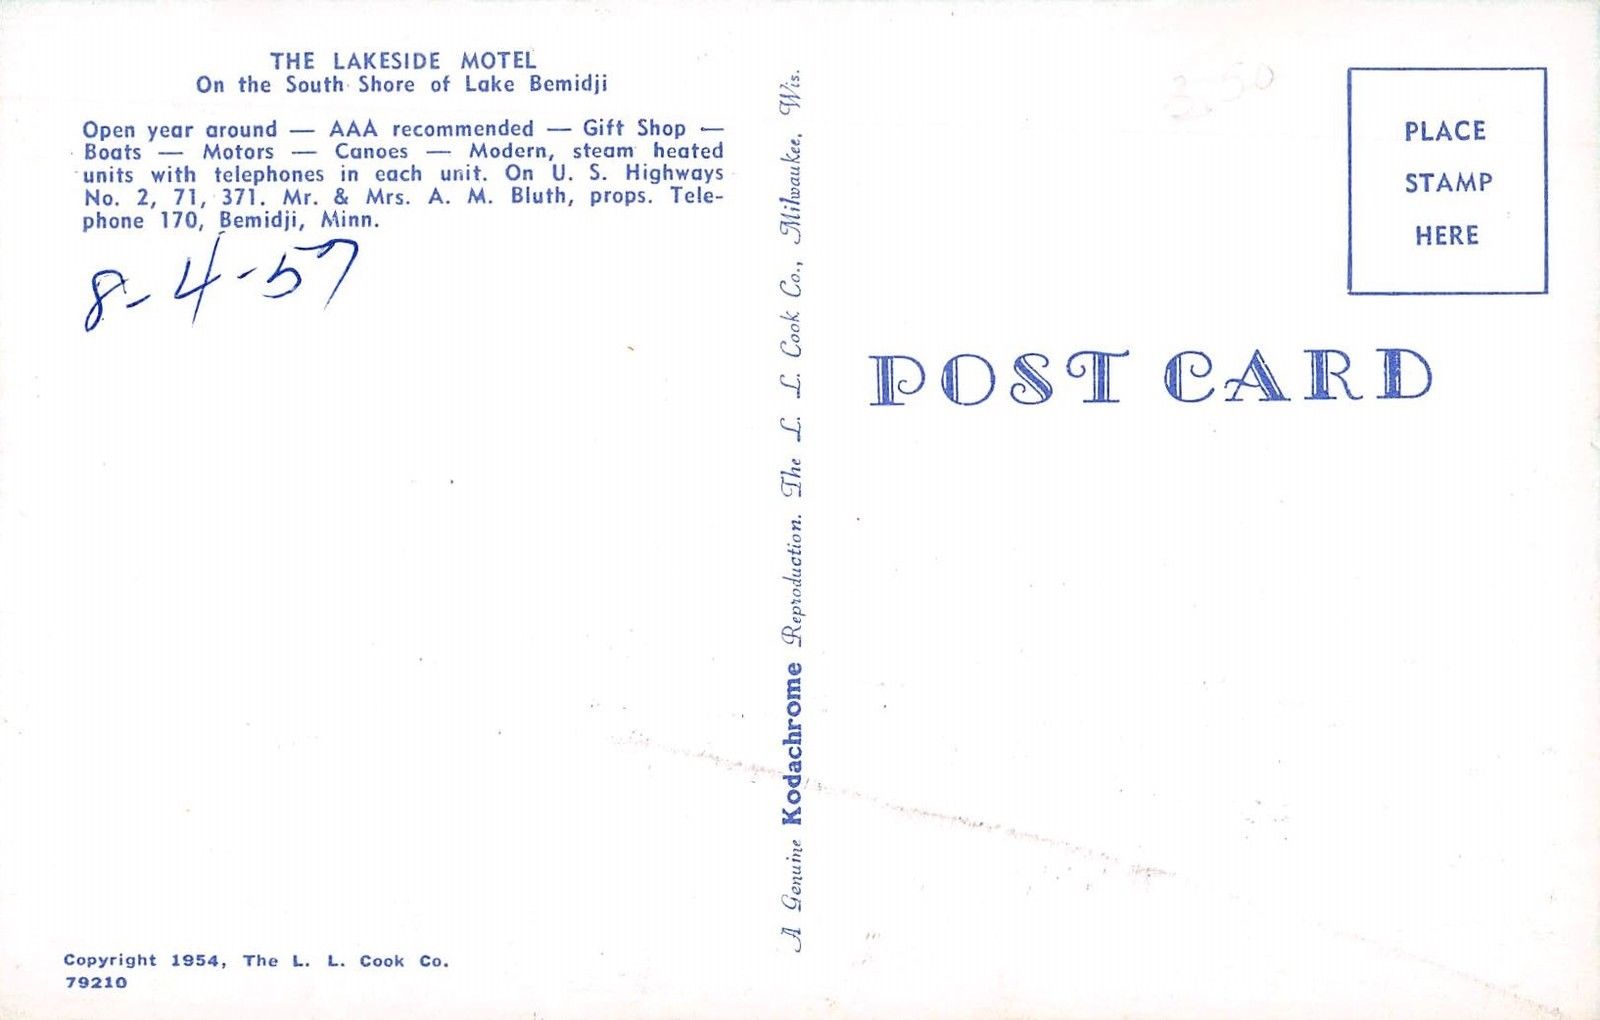 THE LAKESIDE MOTEL
On the South Shore of Lake Bemidji
Open year around — AAA recommended — Gift Shop —
Boats — Motors — Canoes — Modern, steam heated
units with telephones in each unit. On U. S. Highways
No. 2, 71, 371. Mr. & Mrs. A. M. Bluth, props. Tele-
phone 170, Bemidji, Minn.
8-4-57
Copyright 1954, The L. L. Cook Co.
79210
A Genuine Kodachrome Reproduction. The L. L. Cook Co., Milwaukee, Wis.
3.50
PLACE
STAMP
HERE
POST CARD